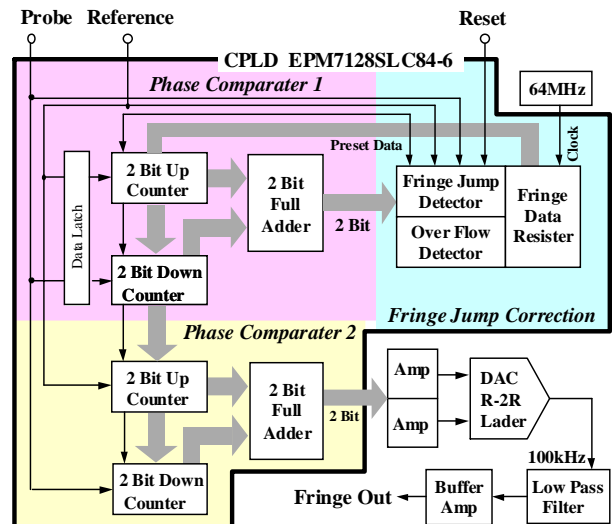 Probe
Reference
Reset
CPLD EPM7128SLC84-6
Phase Comparater 1
64MHz
Preset Data
Clock
2 Bit Up
Counter
2 Bit
Full
Adder
2 Bit
Fringe Jump
Detector
Over Flow
Detector
Fringe
Data
Resister
Data Latch
2 Bit Down
Counter
Phase Comparater 2
Fringe Jump Correction
2 Bit Up
Counter
2 Bit
Full
Adder
2 Bit
Amp
Amp
DAC
R-2R
Lader
100kHz
2 Bit Down
Counter
Fringe Out
Buffer
Amp
Low Pass
Filter